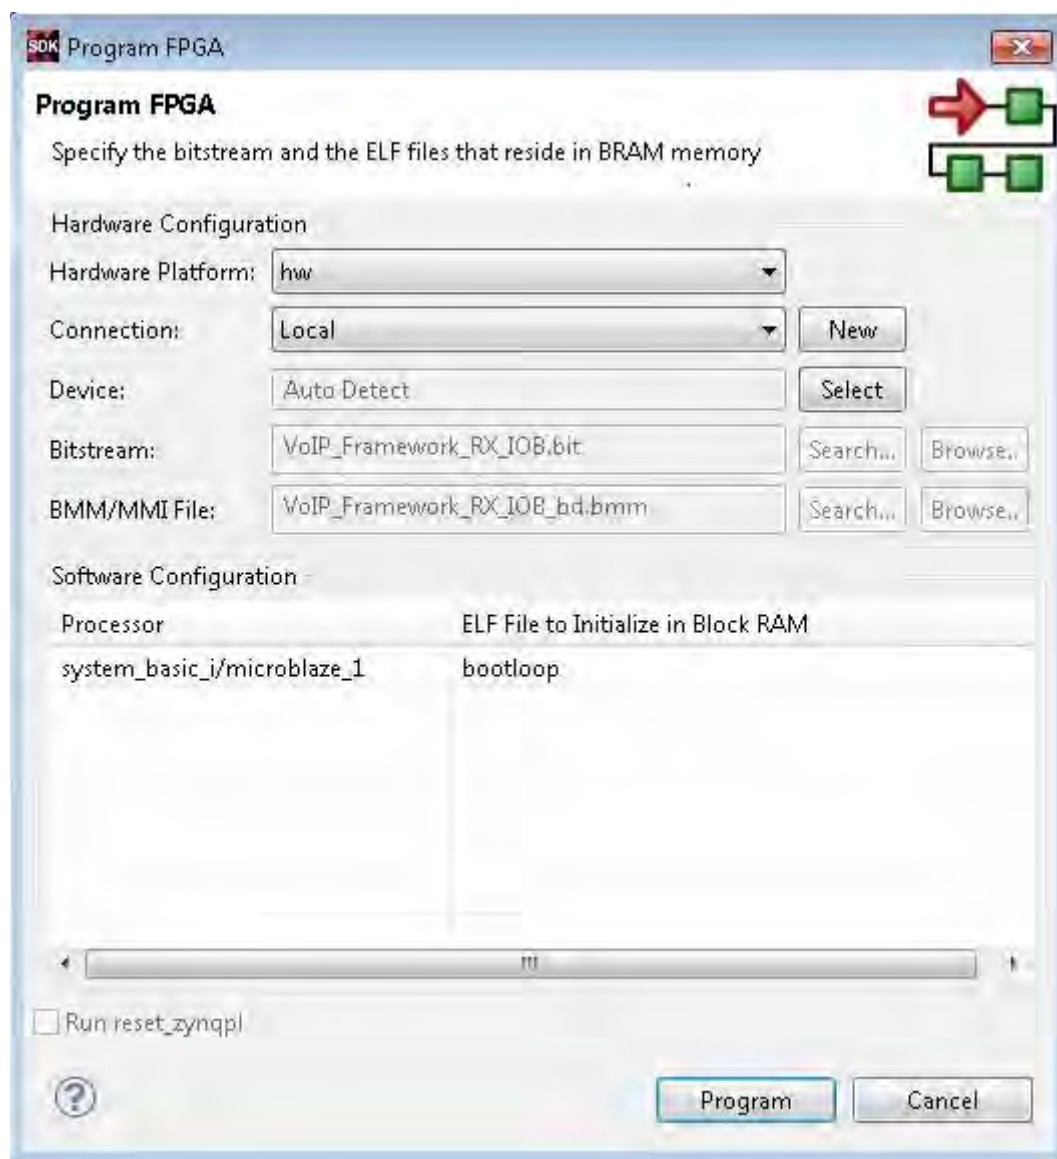 SDK Program FPGA
Program FPGA
Specify the bitstream and the ELF files that reside in BRAM memory
Hardware Configuration
Hardware Platform: hw
Connection: Local New
Device: Auto Detect Select
Bitstream: VoIP_Framework_RX_IOB.bit Search... Browse..
BMM/MMI File: VoIP_Framework_RX_IOB_bd.bmm Search... Browse..
Software Configuration
Processor ELF File to Initialize in Block RAM
system_basic_i/microblaze_1 bootloop
Run reset_zynqpl
? Program Cancel